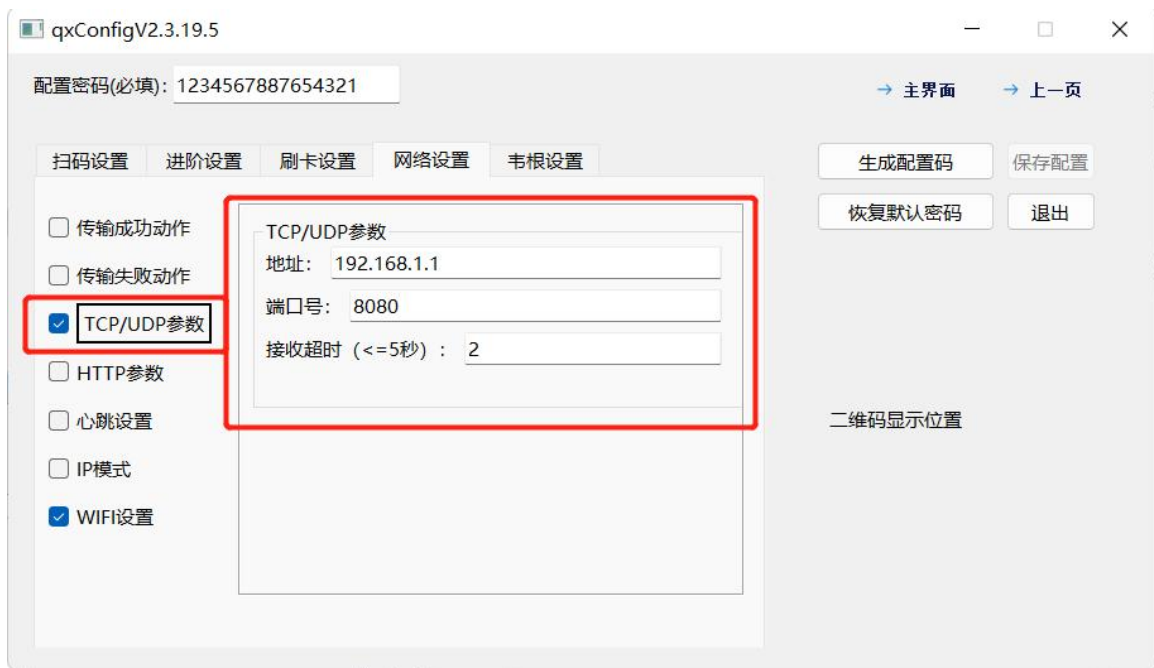 qxConfigV2.3.19.5
配置密码(必填): 1234567887654321
→ 主界面 → 上一页
扫码设置 进阶设置 刷卡设置 网络设置 韦根设置
生成配置码 保存配置
恢复默认密码 退出
传输成功动作
传输失败动作
TCP/UDP参数
HTTP参数
心跳设置
IP模式
WIFI设置
TCP/UDP参数
地址: 192.168.1.1
端口号: 8080
接收超时 (<=5秒) : 2
二维码显示位置